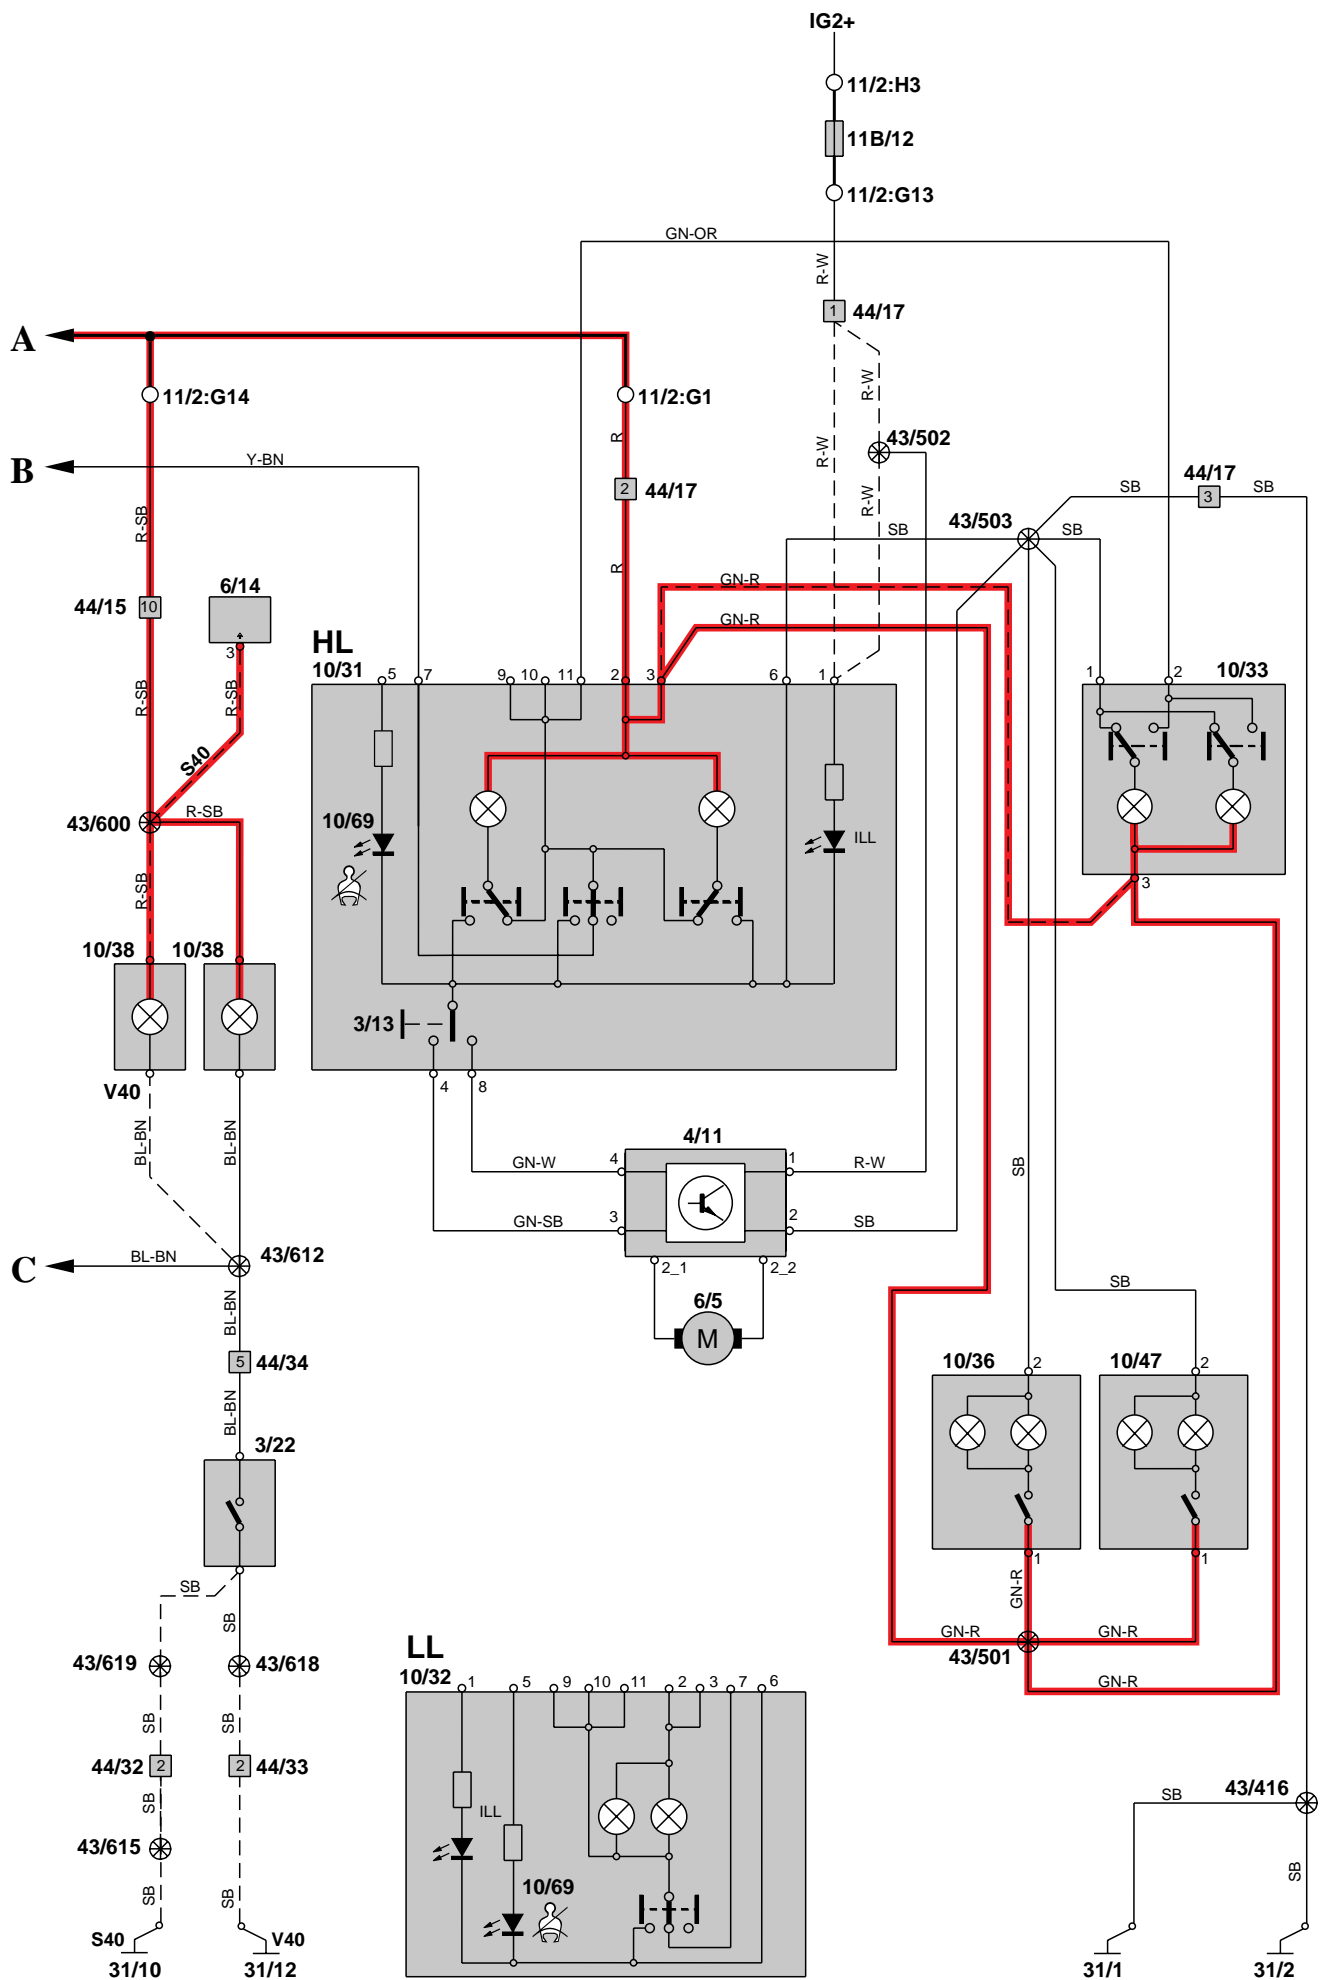 IG2+
11/2:H3
11B/12
11/2:G13
GN-OR
R-W
1
44/17
A
11/2:G14
11/2:G1
R
R-W
R-W
43/502
B
Y-BN
2
44/17
R-W
44/17
SB
3
SB
43/503
SB
SB
R-SB
R
GN-R
6/14
44/15
10
3
GN-R
HL
10/31
5
7
9
10
11
2
3
6
1
1
2
10/33
R-SB
R-SB
S40
R-SB
43/600
10/69
ILL
R-SB
3
10/38
10/38
3/13
V40
4
8
BL-BN
BL-BN
4/11
GN-W
4
1
R-W
SB
GN-SB
3
2
SB
C
BL-BN
43/612
2_1
2_2
6/5
M
SB
BL-BN
5
44/34
10/36
2
10/47
2
BL-BN
3/22
1
1
SB
SB
GN-R
GN-R
GN-R
43/501
43/619
43/618
LL
10/32
1
5
9
10
11
2
3
7
6
GN-R
SB
SB
44/32
2
2
44/33
43/416
SB
SB
ILL
43/615
SB
SB
10/69
SB
S40
V40
31/10
31/12
31/1
31/2